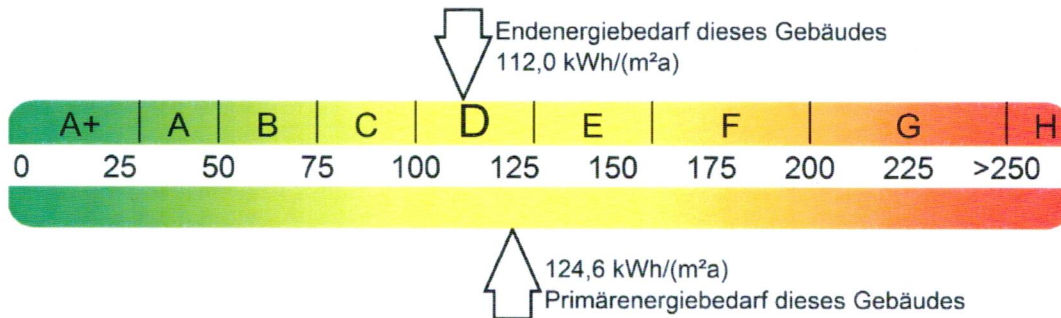 Endenergiebedarf dieses Gebäudes
112,0 kWh/(m²a)
A+ A B C D E F G H
0 25 50 75 100 125 150 175 200 225 >250
124,6 kWh/(m²a)
Primärenergiebedarf dieses Gebäudes